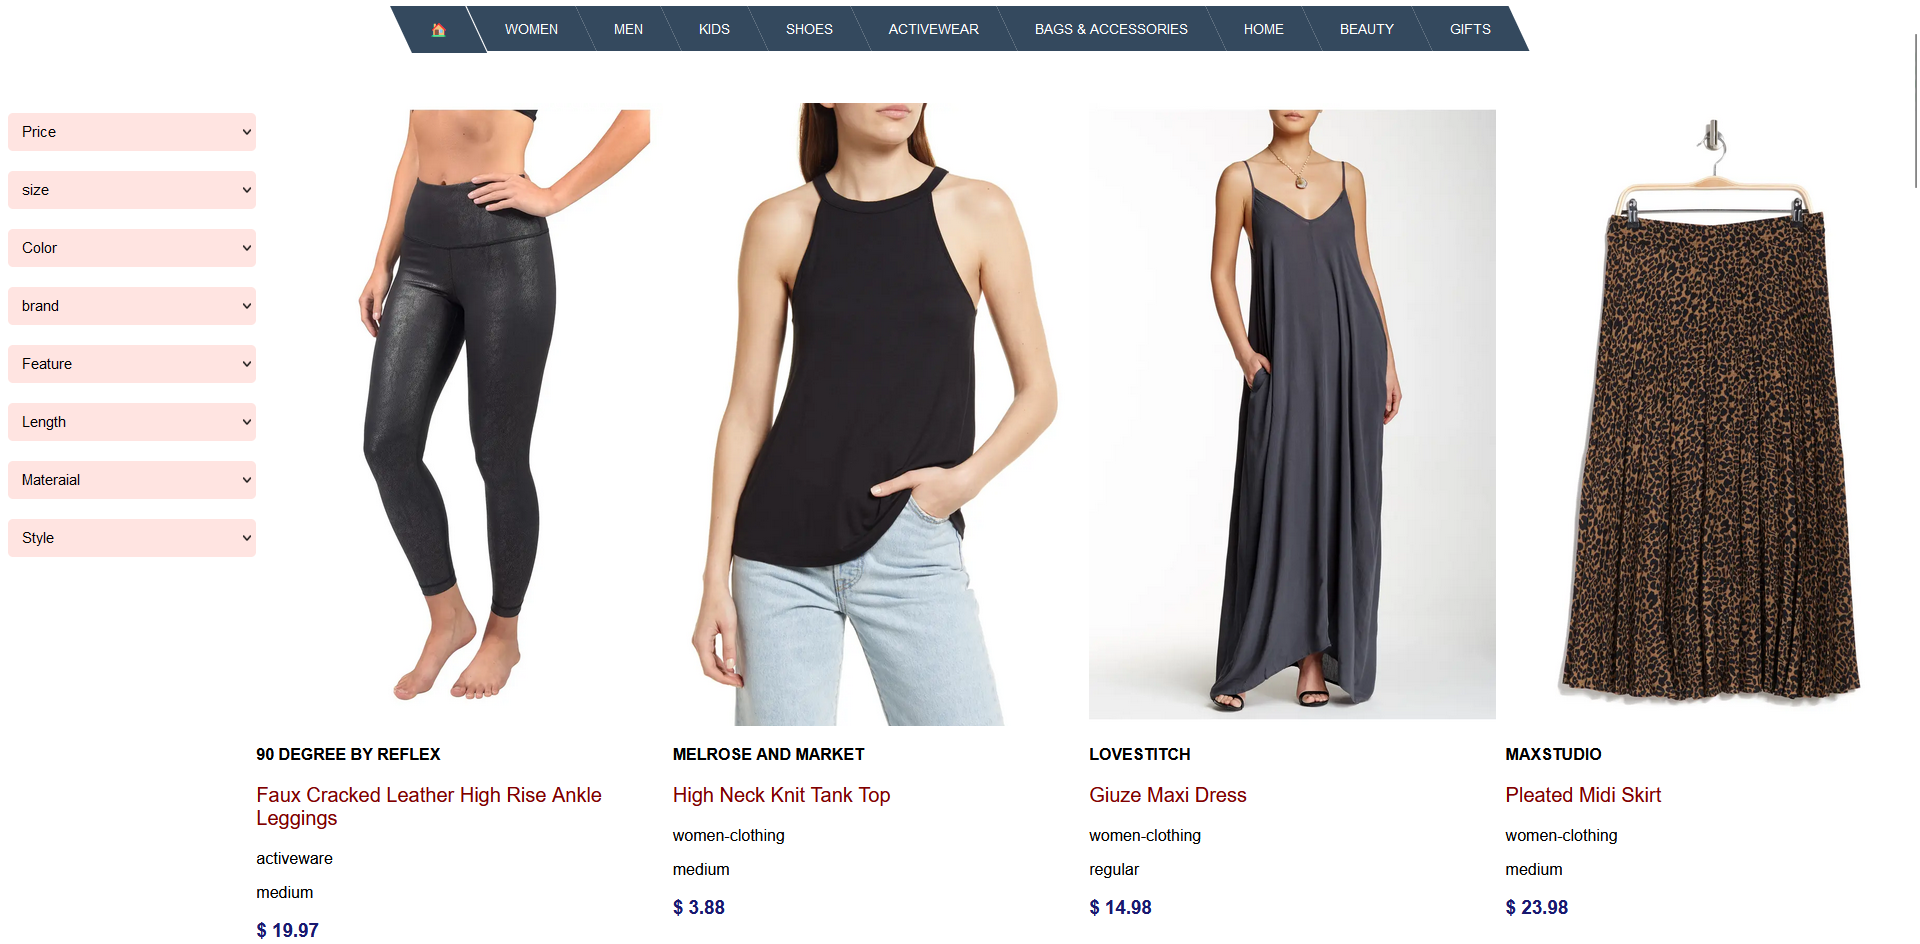 WOMEN
MEN
KIDS
SHOES
ACTIVEWEAR
BAGS & ACCESSORIES
HOME
BEAUTY
GIFTS
Price
size
Color
brand
Feature
Length
Materaial
Style
90 DEGREE BY REFLEX
Faux Cracked Leather High Rise Ankle
Leggings
activeware
medium
$ 19.97
MELROSE AND MARKET
High Neck Knit Tank Top
women-clothing
medium
$ 3.88
LOVESTITCH
Giuze Maxi Dress
women-clothing
regular
$ 14.98
MAXSTUDIO
Pleated Midi Skirt
women-clothing
medium
$ 23.98